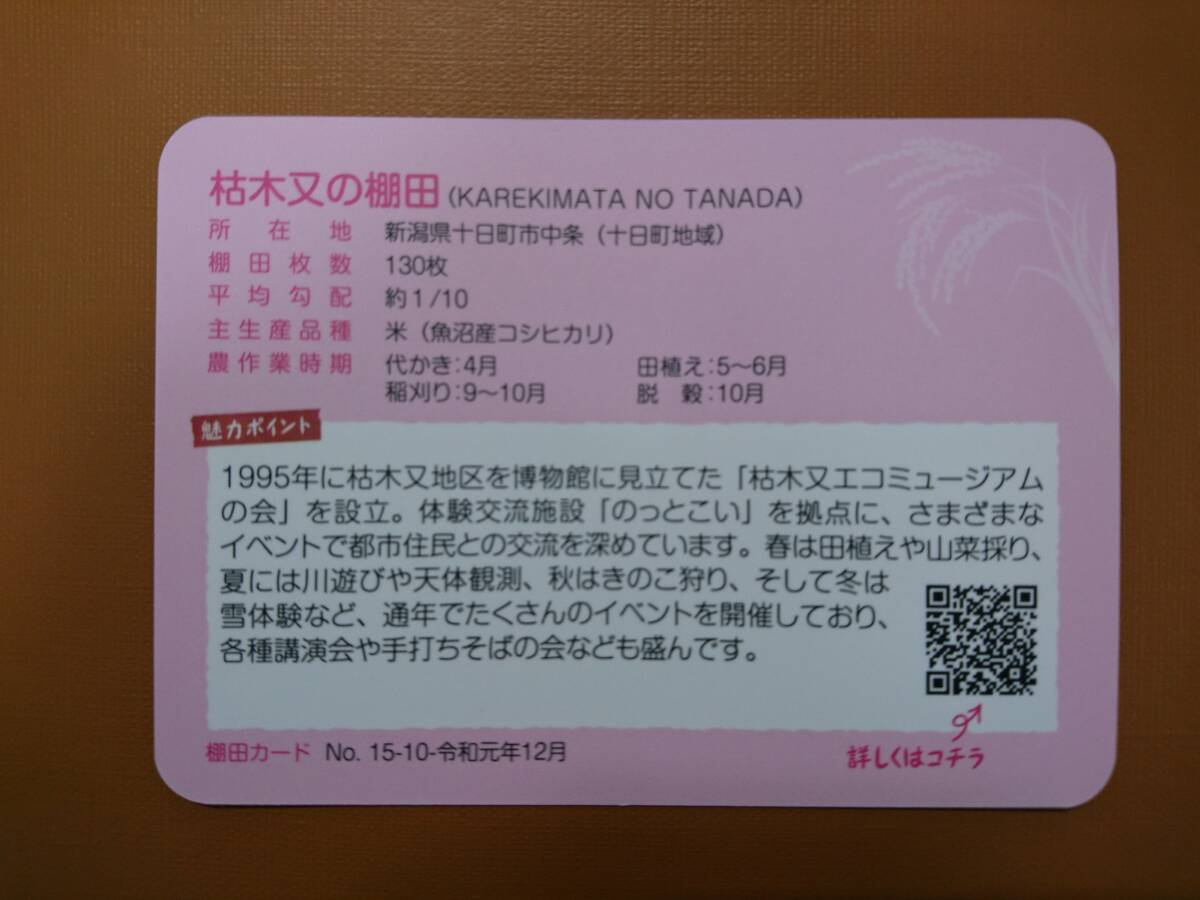 枯木又の棚田(KAREKIMATA NO TANADA)
所在地 新潟県十日町市中条（十日町地域）
棚田枚数 130枚
平均勾配 約1/10
主生産品種 米（魚沼産コシヒカリ）
農作業時期 代かき:4月 田植え:5～6月
稲刈り:9～10月 脱穀:10月
魅力ポイント
1995年に枯木又地区を博物館に見立てた「枯木又エコミュージアム
の会」を設立。体験交流施設「のっとこい」を拠点に、さまざまな
イベントで都市住民との交流を深めています。春は田植えや山菜採り、
夏には川遊びや天体観測、秋はきのこ狩り、そして冬は
雪体験など、通年でたくさんのイベントを開催しており、
各種講演会や手打ちそばの会なども盛んです。
棚田カード No. 15-10-令和元年12月
詳しくはコチラ